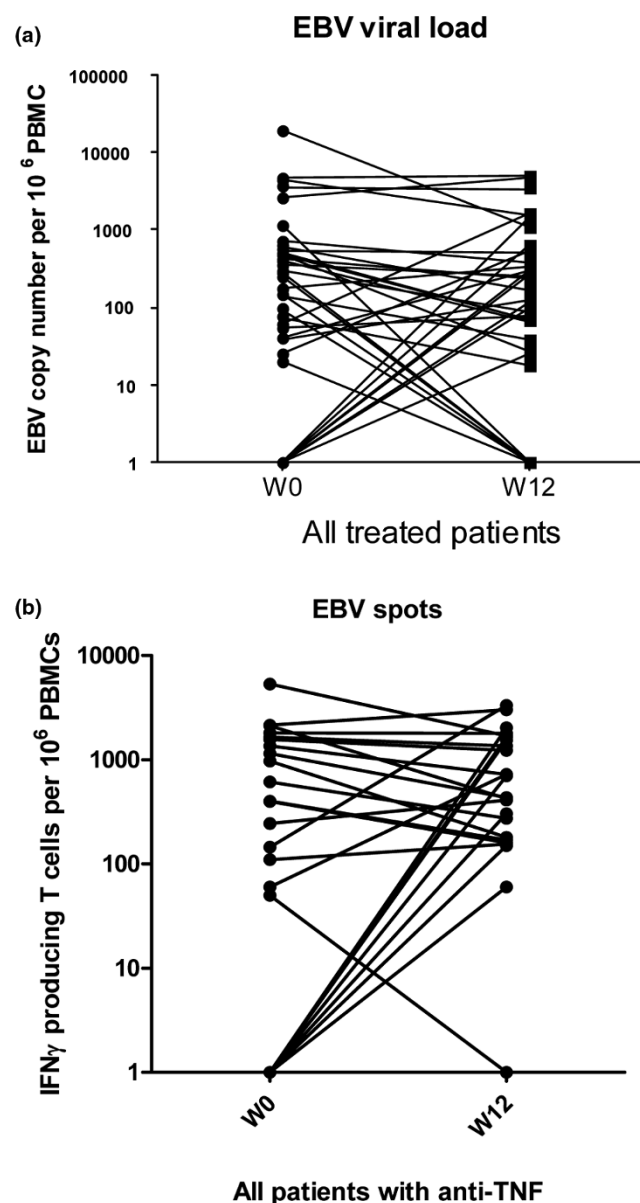 (a)
EBV viral load
EBV copy number per 10 ⁶ PBMC
100000
10000
1000
100
10
1
W0
W12
All treated patients
(b)
EBV spots
IFNγ producing T cells per 10⁶ PBMCs
10000
1000
100
10
1
W0
W12
All patients with anti-TNF